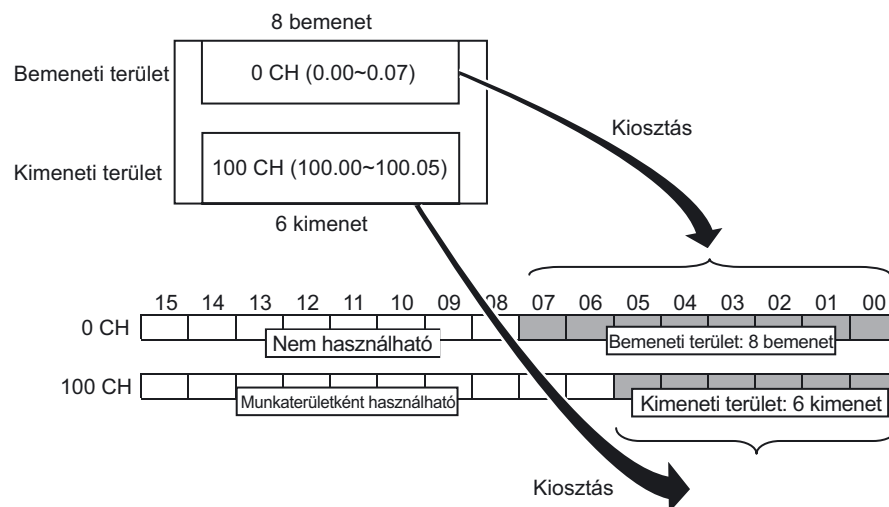 8 bemenet
Bemeneti terület
0 CH (0.00~0.07)
Kiosztás
Kimeneti terület
100 CH (100.00~100.05)
6 kimenet
15 14 13 12 11 10 09 08 07 06 05 04 03 02 01 00
0 CH
Nem használható
Bemeneti terület: 8 bemenet
100 CH
Munkaterületként használható
Kimeneti terület: 6 kimenet
Kiosztás